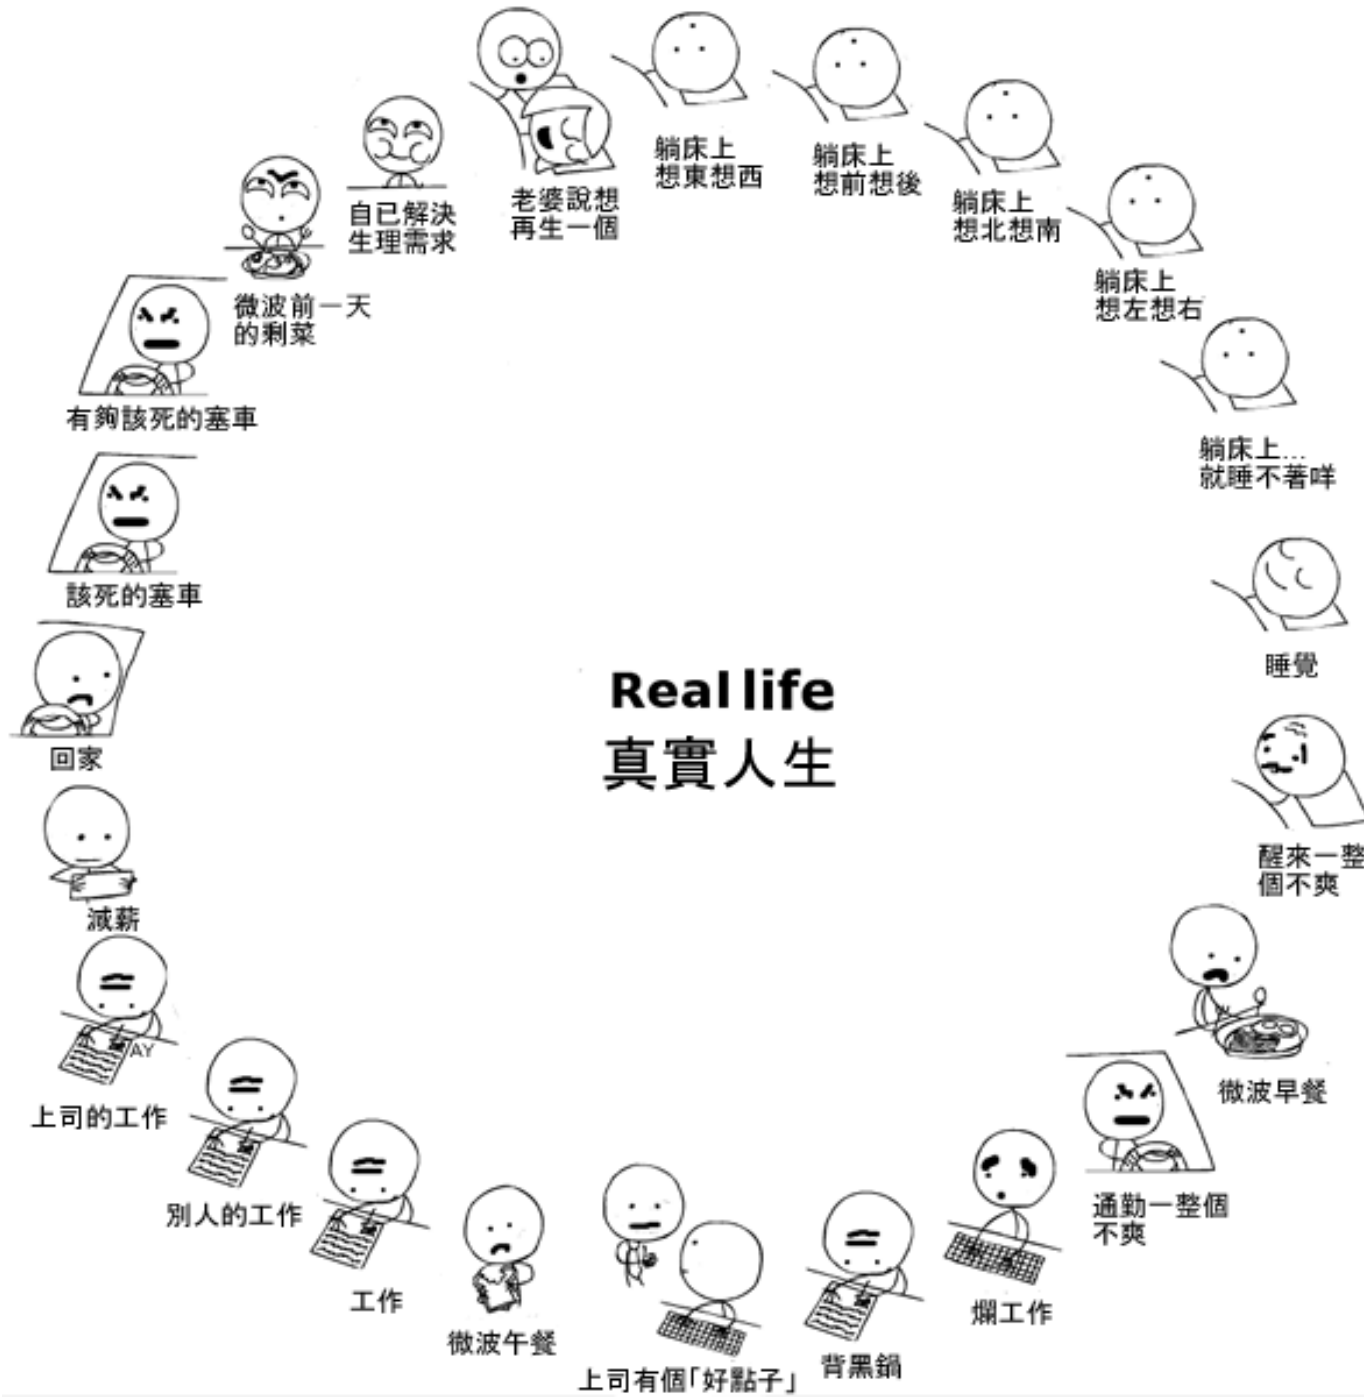 老婆說想
再生一個
躺床上
想東想西
躺床上
想前想後
躺床上
想北想南
躺床上
想左想右
躺床上...
就睡不著咩
睡覺
醒來一整
個不爽
微波早餐
通勤一整個
不爽
爛工作
背黑鍋
上司有個「好點子」
微波午餐
工作
別人的工作
上司的工作
AY
減薪
回家
該死的塞車
有夠該死的塞車
微波前一天
的剩菜
自已解決
生理需求
Real life
真實人生